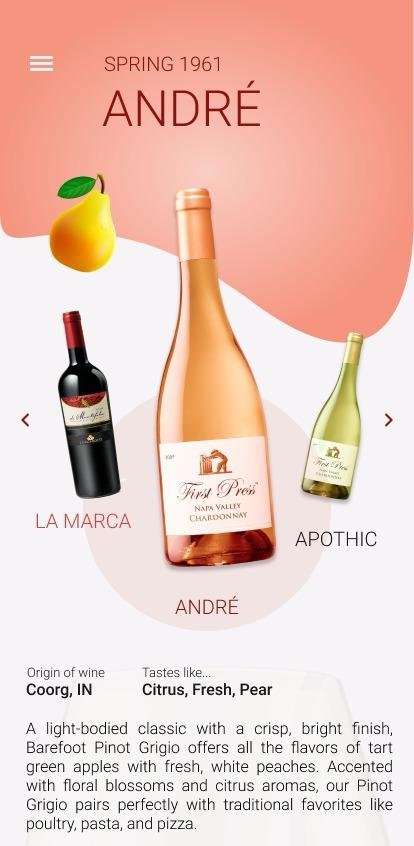 SPRING 1961
ANDRÉ
First Press
NAPA VALLEY
CHARDONNAY
First Press
NAPA VALLEY
CHARDONNAY
LA MARCA
APOTHIC
ANDRÉ
Origin of wine
Tastes like...
Coorg, IN
Citrus, Fresh, Pear
A light-bodied classic with a crisp, bright finish,
Barefoot Pinot Grigio offers all the flavors of tart
green apples with fresh, white peaches. Accented
with floral blossoms and citrus aromas, our Pinot
Grigio pairs perfectly with traditional favorites like
poultry, pasta, and pizza.